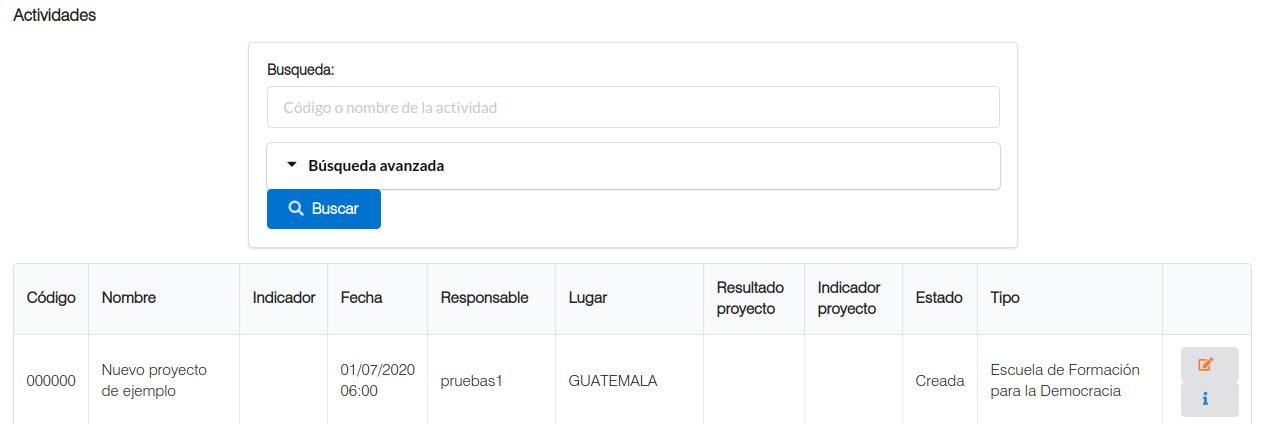 Actividades
Busqueda:
Código o nombre de la actividad
Búsqueda avanzada
Buscar
Código Nombre Indicador Fecha Responsable Lugar Resultado proyecto Indicador proyecto Estado Tipo
000000 Nuevo proyecto de ejemplo 01/07/2020 06:00 pruebas1 GUATEMALA Creada Escuela de Formación para la Democracia